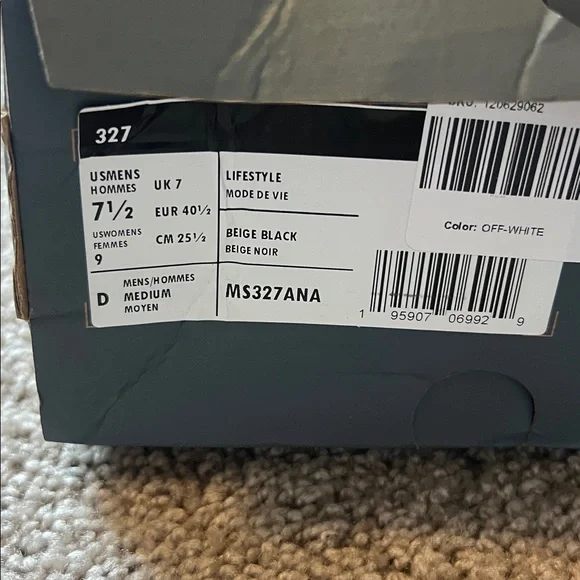 SKU: 120629062
Color: OFF-WHITE
327
USMENS
HOMMES
7½
USWOMENS
FEMMES
9
UK 7
EUR 40½
CM 25½
D
MENS/HOMMES
MEDIUM
MOYEN
LIFESTYLE
MODE DE VIE
BEIGE BLACK
BEIGE NOIR
MS327ANA
1 95907 06992 9